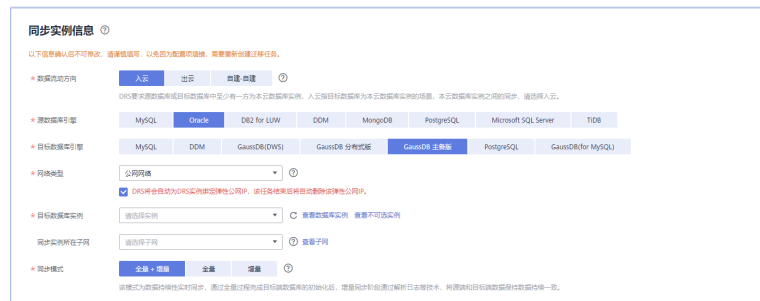 同步实例信息
以下信息确认后不可修改，请谨慎填写，以免因为配置项填错，需要重新创建迁移任务。
* 数据流动方向 入云 出云 自建-自建
DRS要求源数据库或目标数据库中至少有一方为本云数据库实例，入云指目标数据库为本云数据库实例的场景，本云数据库实例之间的同步，请选择入云。
* 源数据库引擎 MySQL Oracle DB2 for LUW DDM MongoDB PostgreSQL Microsoft SQL Server TiDB
* 目标数据库引擎 MySQL DDM GaussDB(DWS) GaussDB 分布式版 GaussDB 主备版 PostgreSQL GaussDB(for MySQL)
* 网络类型 公网网络
DRS将会自动为DRS实例绑定弹性公网IP，该任务结束后将自动删除该弹性公网IP。
* 目标数据库实例 请选择实例 查看数据库实例 查看不可选实例
同步实例所在子网 请选择子网 查看子网
* 同步模式 全量+增量 全量 增量
该模式为数据持续性实时同步，通过全量过程完成目标端数据库的初始化后，增量同步阶段通过解析日志等技术，将源端和目标端数据保持数据持续一致。